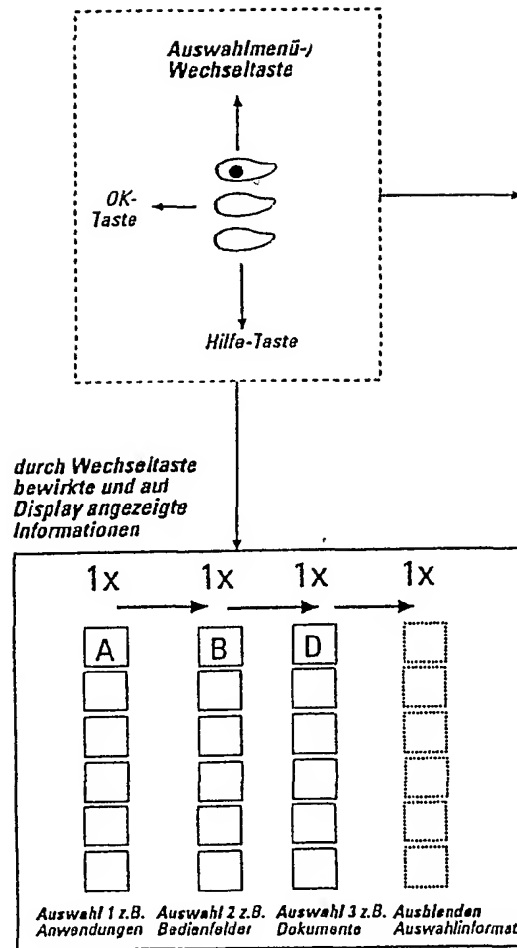 Auswahlmenü-/
Wechseltaste
OK-
Taste
Hilfe-Taste
durch Wechseltaste
bewirkte und auf
Display angezeigte
Informationen
1x 1x 1x 1x
A B D
Auswahl 1 z.B. Auswahl 2 z.B. Auswahl 3 z.B. Ausblenden
Anwendungen Bedienfelder Dokumente Auswahlinformat